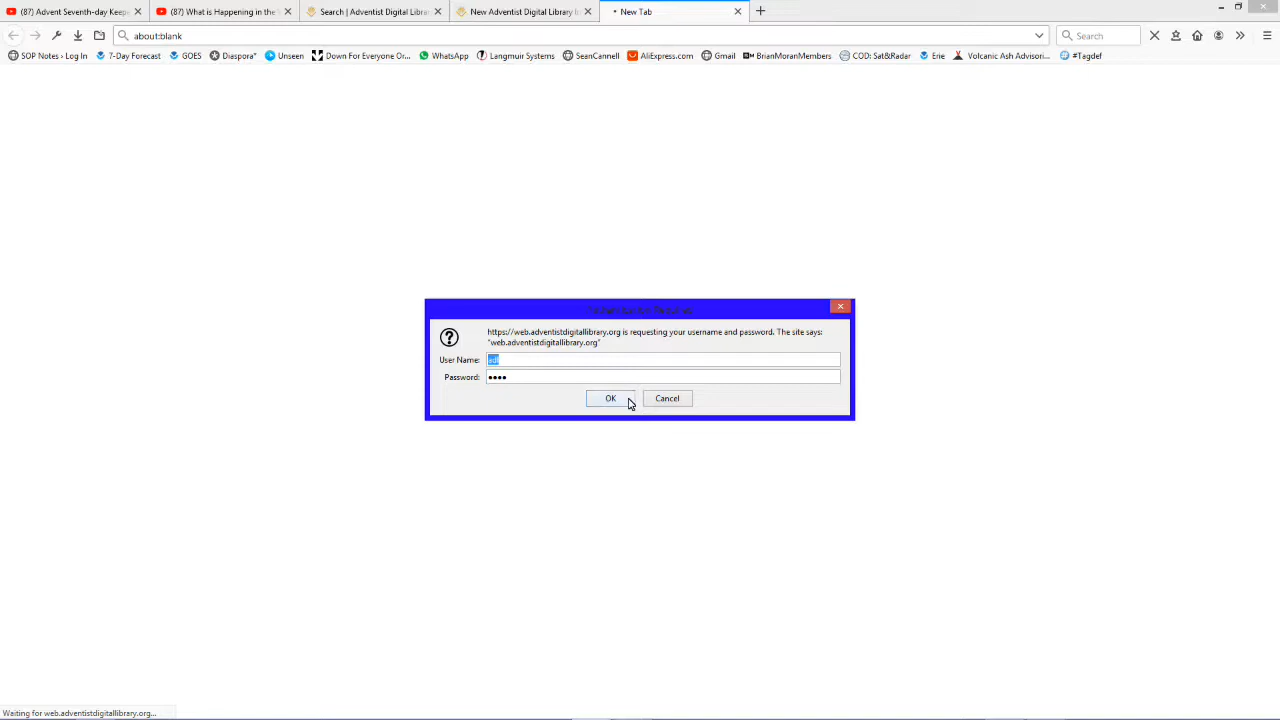 (87) Advent Seventh-day Keepe
(87) What is Happening in the
Search | Adventist Digital Libra
New Adventist Digital Library i
New Tab
about:blank
Search
SOP Notes › Log In
7-Day Forecast
GOES
Diaspora*
Unseen
Down For Everyone Or...
WhatsApp
Langmuir Systems
SeanCannell
AliExpress.com
Gmail
BrianMoranMembers
COD: Sat&Radar
Erie
Volcanic Ash Advisori...
#Tagdef
Authentication Required
https://web.adventistdigitallibrary.org is requesting your username and password. The site says:
"web.adventistdigitallibrary.org"
User Name: adl
Password: ••••
OK
Cancel
Waiting for web.adventistdigitallibrary.org...